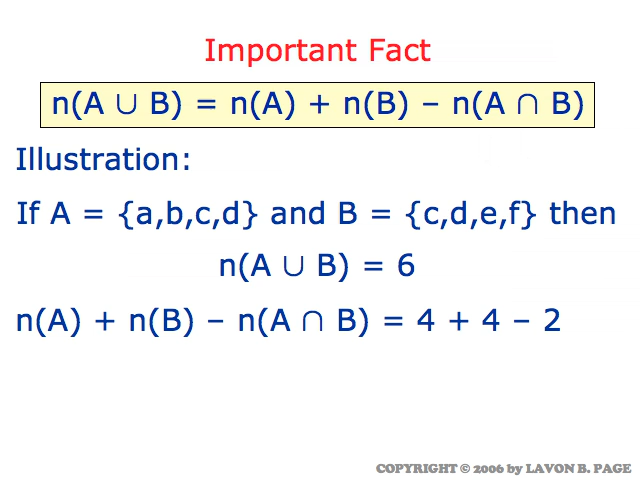 Important Fact
n(A ∪ B) = n(A) + n(B) – n(A ∩ B)
Illustration:
If A = {a,b,c,d} and B = {c,d,e,f} then
n(A ∪ B) = 6
n(A) + n(B) – n(A ∩ B) = 4 + 4 – 2
COPYRIGHT © 2006 by LAVON B. PAGE